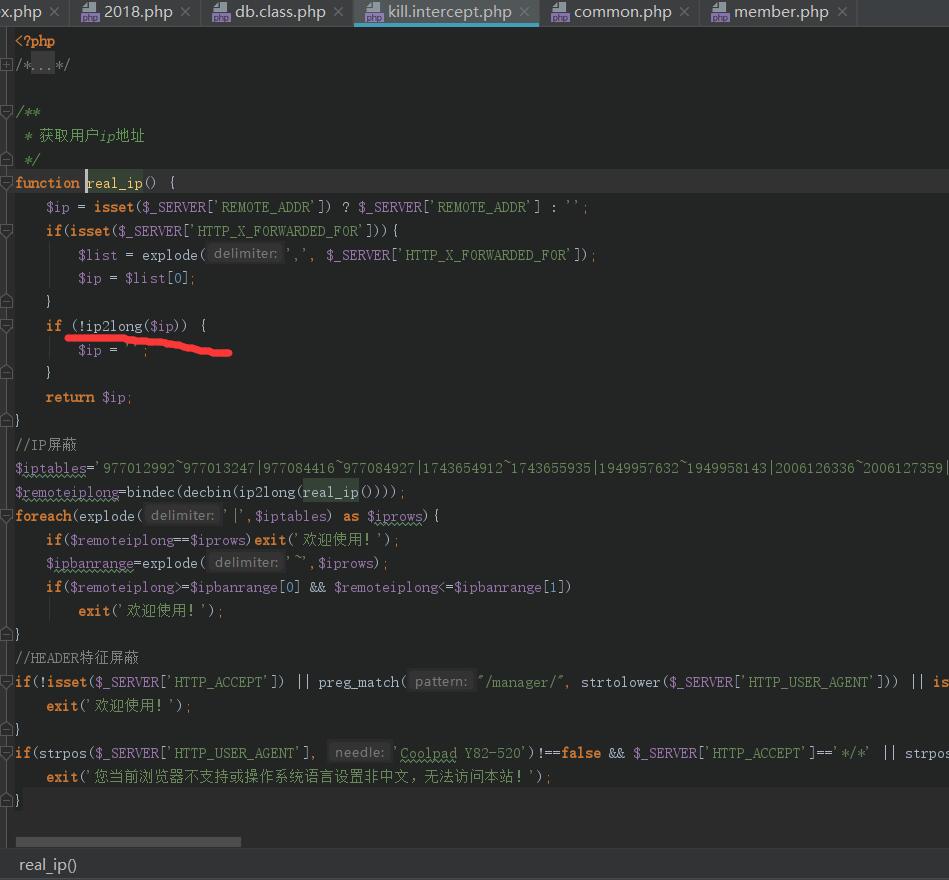 x.php 2018.php db.class.php kill.intercept.php common.php member.php
<?php
/*...*/
/**
* 获取用户ip地址
*/
function real_ip() {
$ip = isset($_SERVER['REMOTE_ADDR']) ? $_SERVER['REMOTE_ADDR'] : '';
if(isset($_SERVER['HTTP_X_FORWARDED_FOR'])){
$list = explode( delimiter: ',', $_SERVER['HTTP_X_FORWARDED_FOR']);
$ip = $list[0];
}
if (!ip2long($ip)) {
$ip = '';
}
return $ip;
}
//IP屏蔽
$iptables='977012992~977013247|977084416~977084927|1743654912~1743655935|1949957632~1949958143|2006126336~2006127359|
$remoteiplong=bindec(decbin(ip2long(real_ip())));
foreach(explode( delimiter: '|',$iptables) as $iprows){
if($remoteiplong==$iprows)exit('欢迎使用！');
$ipbanrange=explode( delimiter: '~',$iprows);
if($remoteiplong>=$ipbanrange[0] && $remoteiplong<=$ipbanrange[1])
exit('欢迎使用！');
}
//HEADER特征屏蔽
if(!isset($_SERVER['HTTP_ACCEPT']) || preg_match( pattern: "/manager/", strtolower($_SERVER['HTTP_USER_AGENT'])) || is
exit('欢迎使用！');
}
if(strpos($_SERVER['HTTP_USER_AGENT'], needle: 'Coolpad Y82-520')!==false && $_SERVER['HTTP_ACCEPT']=='*/*' || strpos
exit('您当前浏览器不支持或操作系统语言设置非中文，无法访问本站！');
}
real_ip()